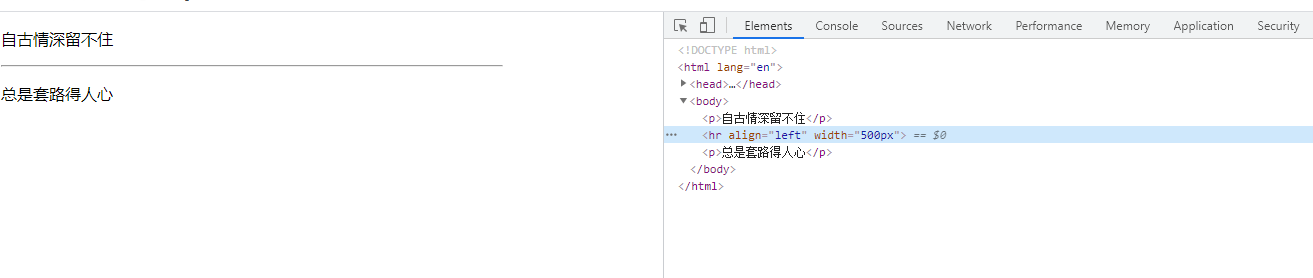 自古情深留不住
总是套路得人心
Elements Console Sources Network Performance Memory Application Security
<!DOCTYPE html>
<html lang="en">
<head>…</head>
<body>
<p>自古情深留不住</p>
<hr align="left" width="500px"> == $0
<p>总是套路得人心</p>
</body>
</html>